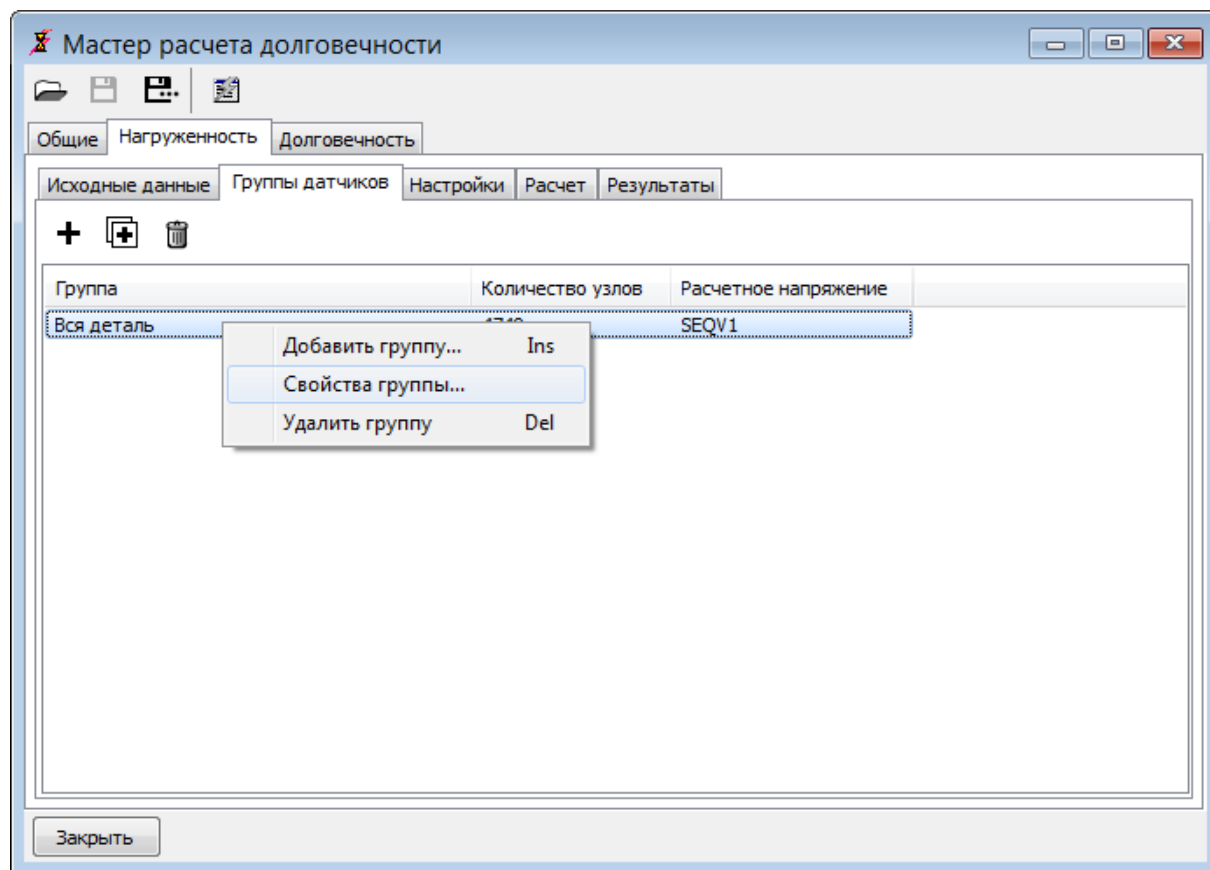 Мастер расчета долговечности
Общие Нагруженность Долговечность
Исходные данные Группы датчиков Настройки Расчет Результаты
Группа Количество узлов Расчетное напряжение
Вся деталь SEQV1
Добавить группу... Ins
Свойства группы...
Удалить группу Del
Закрыть